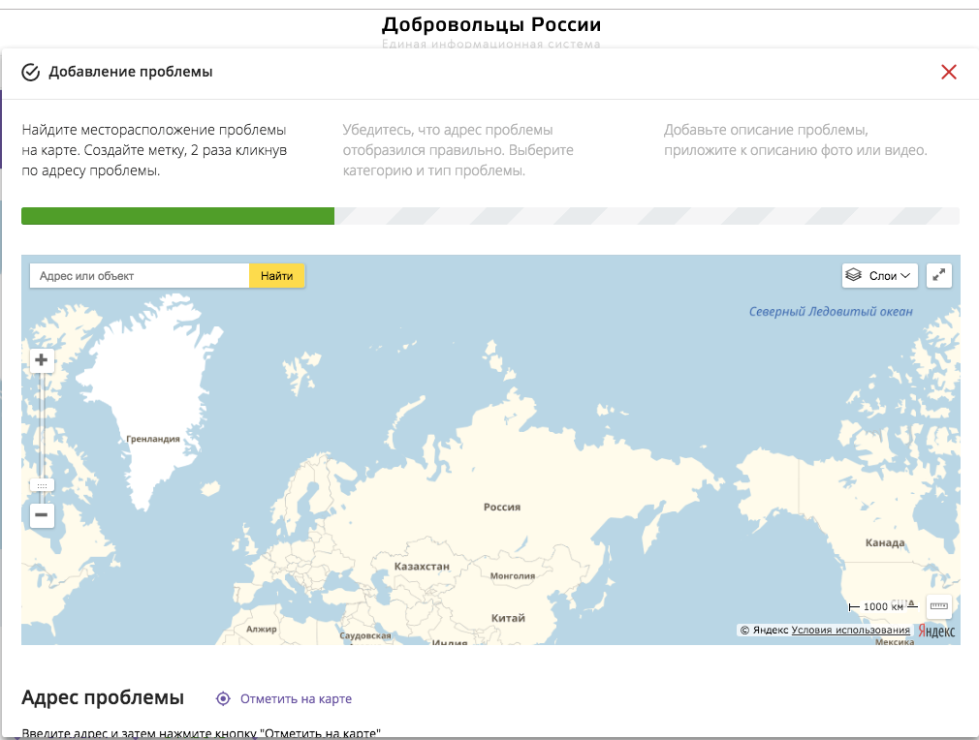 Добровольцы России
Единая информационная система
Добавление проблемы
Найдите месторасположение проблемы
на карте. Создайте метку, 2 раза кликнув
по адресу проблемы.
Убедитесь, что адрес проблемы
отобразился правильно. Выберите
категорию и тип проблемы.
Добавьте описание проблемы,
приложите к описанию фото или видео.
Адрес или объект
Найти
Слои
Северный Ледовитый океан
Гренландия
Россия
Канада
Казахстан
Монголия
1000 км
Китай
Алжир
Саудовская
Индия
© Яндекс Условия использования
Яндекс
Мексика
Адрес проблемы
Отметить на карте
Введите адрес и затем нажмите кнопку "Отметить на карте"